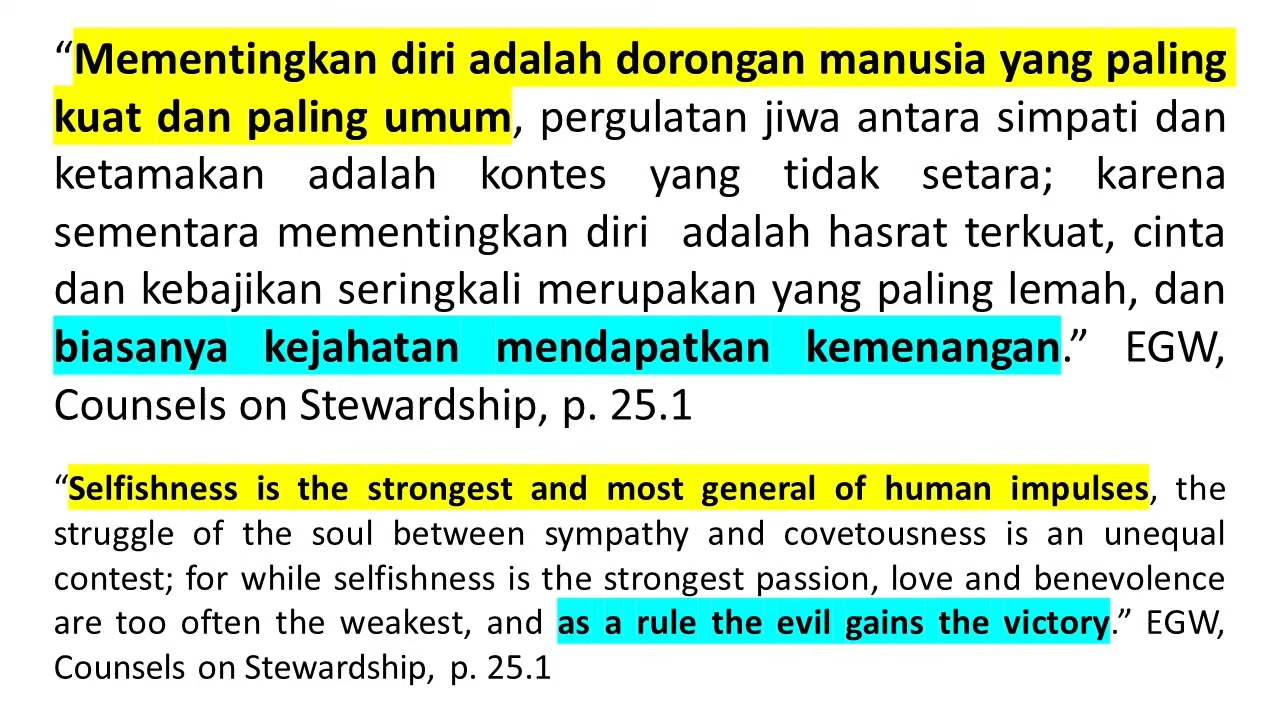 “Mementingkan diri adalah dorongan manusia yang paling
kuat dan paling umum, pergulatan jiwa antara simpati dan
ketamakan adalah kontes yang tidak setara; karena
sementara mementingkan diri  adalah hasrat terkuat, cinta
dan kebajikan seringkali merupakan yang paling lemah, dan
biasanya kejahatan mendapatkan kemenangan.” EGW,
Counsels on Stewardship, p. 25.1
“Selfishness is the strongest and most general of human impulses, the
struggle of the soul between sympathy and covetousness is an unequal
contest; for while selfishness is the strongest passion, love and benevolence
are too often the weakest, and as a rule the evil gains the victory.” EGW,
Counsels on Stewardship, p. 25.1